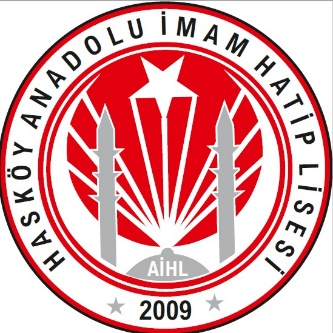 HASKÖY ANADOLU İMAM HATİP LİSESİ
AİHL
2009